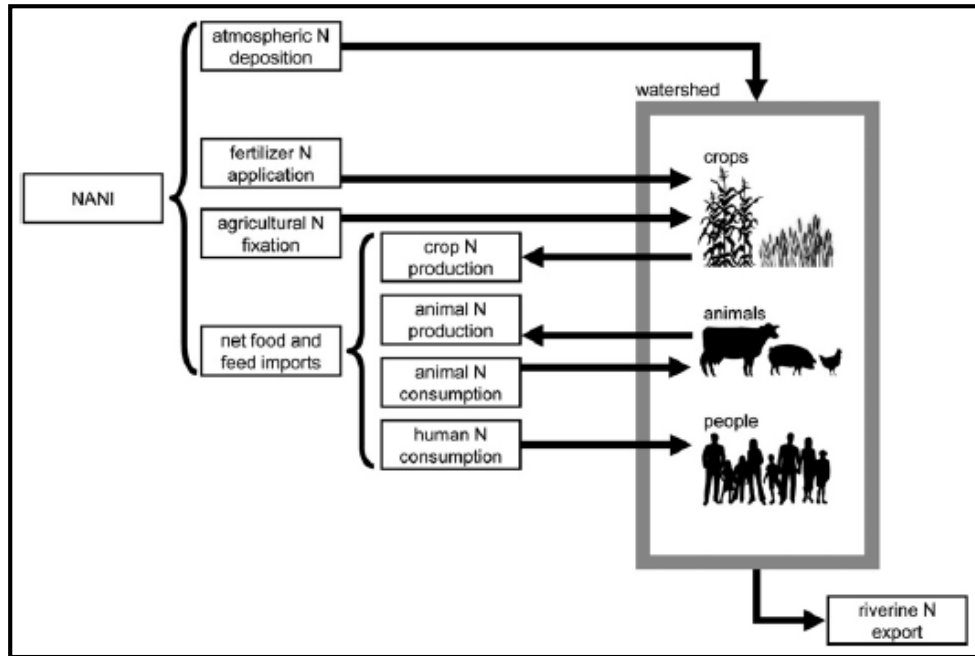 atmospheric N
deposition
watershed
fertilizer N
application
crops
NANI
agricultural N
fixation
crop N
production
animal N
production
animals
net food and
feed imports
animal N
consumption
human N
consumption
people
riverine N
export